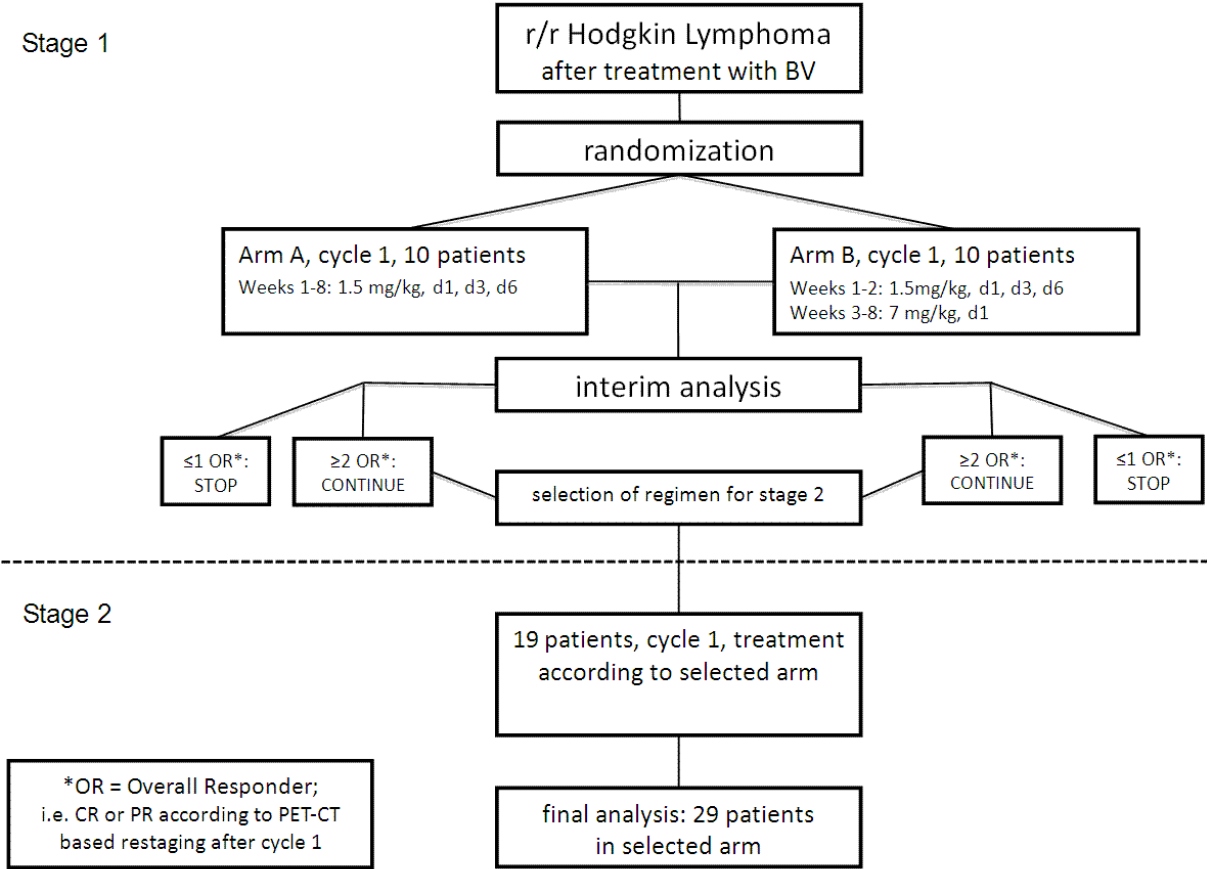 Stage 1
r/r Hodgkin Lymphoma
after treatment with BV
randomization
Arm A, cycle 1, 10 patients
Weeks 1-8: 1.5 mg/kg, d1, d3, d6
Arm B, cycle 1, 10 patients
Weeks 1-2: 1.5mg/kg, d1, d3, d6
Weeks 3-8: 7 mg/kg, d1
interim analysis
≤1 OR*:
STOP
≥2 OR*:
CONTINUE
selection of regimen for stage 2
≥2 OR*:
CONTINUE
≤1 OR*:
STOP
Stage 2
19 patients, cycle 1, treatment
according to selected arm
*OR = Overall Responder;
i.e. CR or PR according to PET-CT
based restaging after cycle 1
final analysis: 29 patients
in selected arm